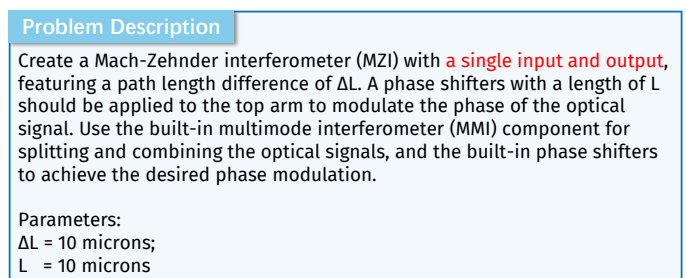 Problem Description
Create a Mach-Zehnder interferometer (MZI) with a single input and output,
featuring a path length difference of ΔL. A phase shifters with a length of L
should be applied to the top arm to modulate the phase of the optical
signal. Use the built-in multimode interferometer (MMI) component for
splitting and combining the optical signals, and the built-in phase shifters
to achieve the desired phase modulation.
Parameters:
ΔL = 10 microns;
L = 10 microns